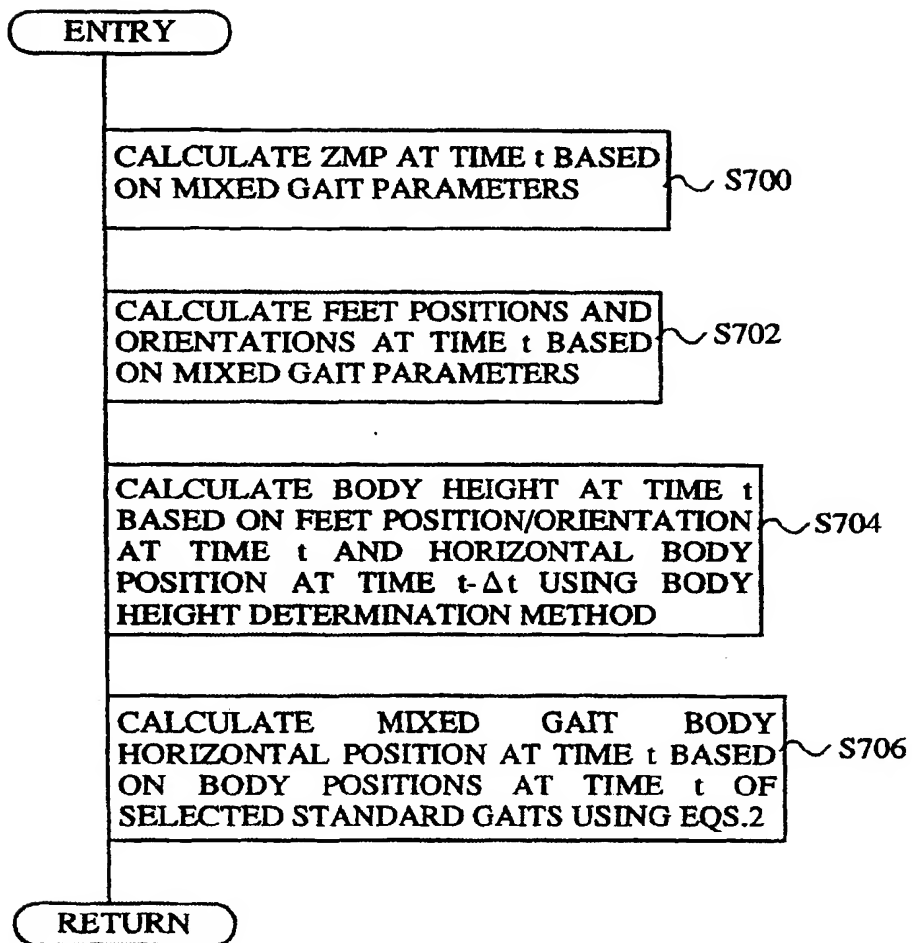 ENTRY
CALCULATE ZMP AT TIME t BASED
ON MIXED GAIT PARAMETERS
S700
CALCULATE FEET POSITIONS AND
ORIENTATIONS AT TIME t BASED
ON MIXED GAIT PARAMETERS
S702
CALCULATE BODY HEIGHT AT TIME t
BASED ON FEET POSITION/ORIENTATION
AT TIME t AND HORIZONTAL BODY
POSITION AT TIME t-Δt USING BODY
HEIGHT DETERMINATION METHOD
S704
CALCULATE MIXED GAIT BODY
HORIZONTAL POSITION AT TIME t BASED
ON BODY POSITIONS AT TIME t OF
SELECTED STANDARD GAITS USING EQS.2
S706
RETURN